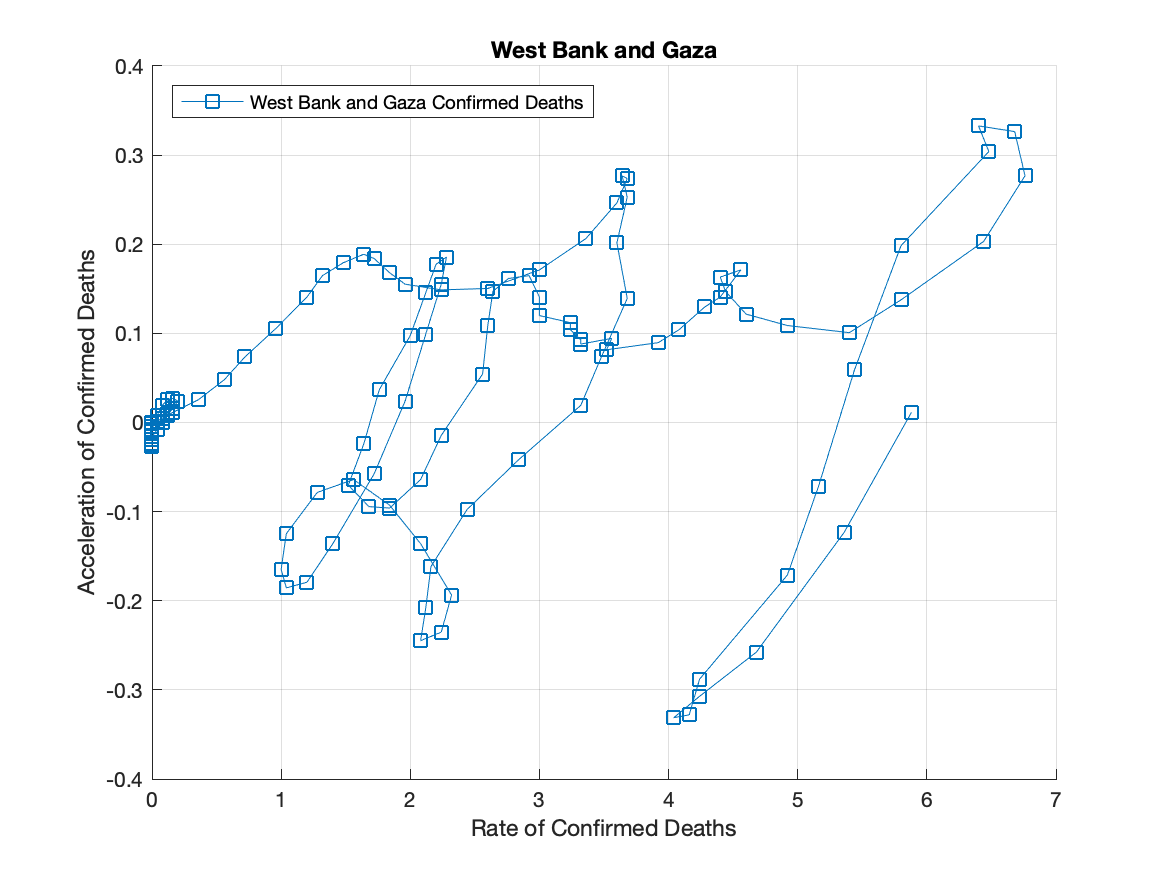 West Bank and Gaza
West Bank and Gaza Confirmed Deaths
Acceleration of Confirmed Deaths
0.4
0.3
0.2
0.1
0
-0.1
-0.2
-0.3
-0.4
0 1 2 3 4 5 6 7
Rate of Confirmed Deaths